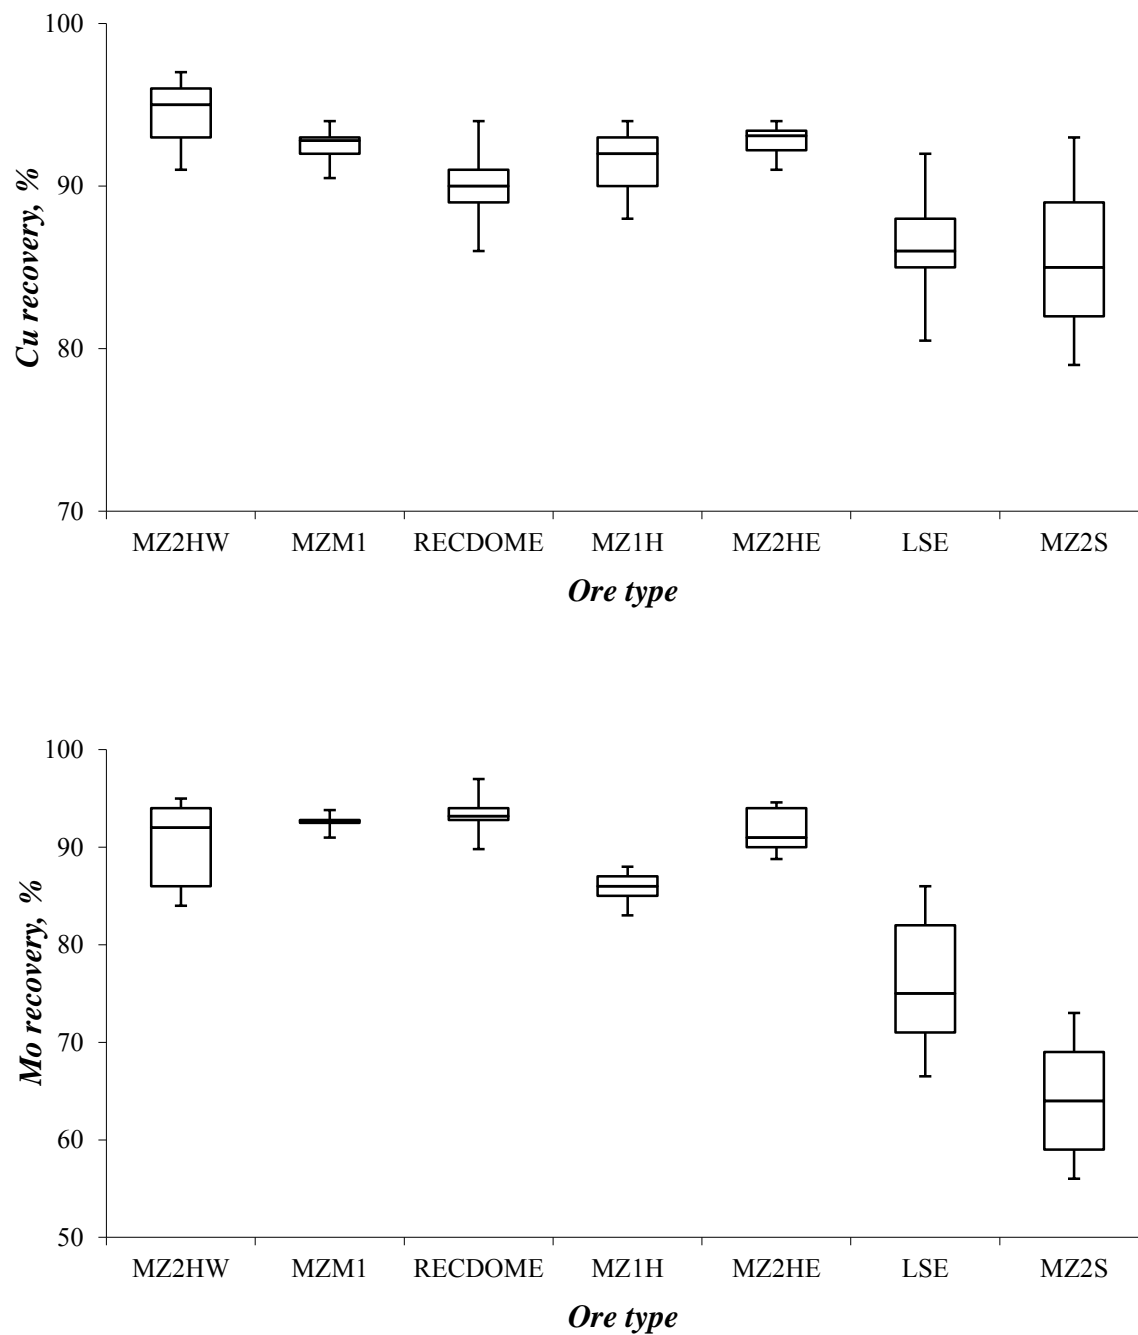 100
90
80
70
Cu recovery, %
MZ2HW MZM1 RECDOME MZ1H MZ2HE LSE MZ2S
Ore type
100
90
80
70
60
50
Mo recovery, %
MZ2HW MZM1 RECDOME MZ1H MZ2HE LSE MZ2S
Ore type